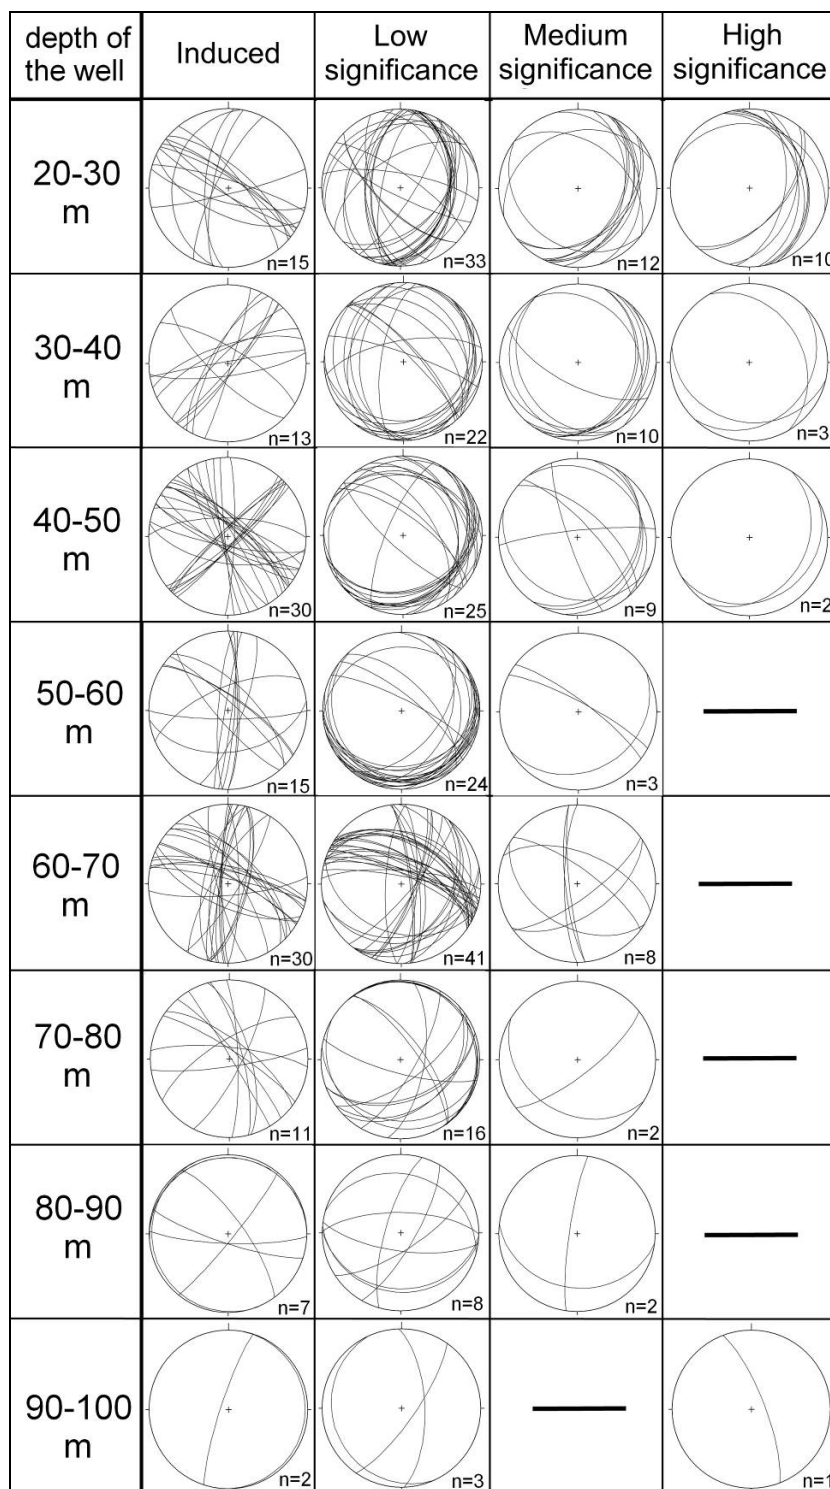 depth of
the well
Induced
Low
significance
Medium
significance
High
significance
20-30
m
n=15
n=33
n=12
n=10
30-40
m
n=13
n=22
n=10
n=3
40-50
m
n=30
n=25
n=9
n=2
50-60
m
n=15
n=24
n=3
60-70
m
n=30
n=41
n=8
70-80
m
n=11
n=16
n=2
80-90
m
n=7
n=8
n=2
90-100
m
n=2
n=3
n=1